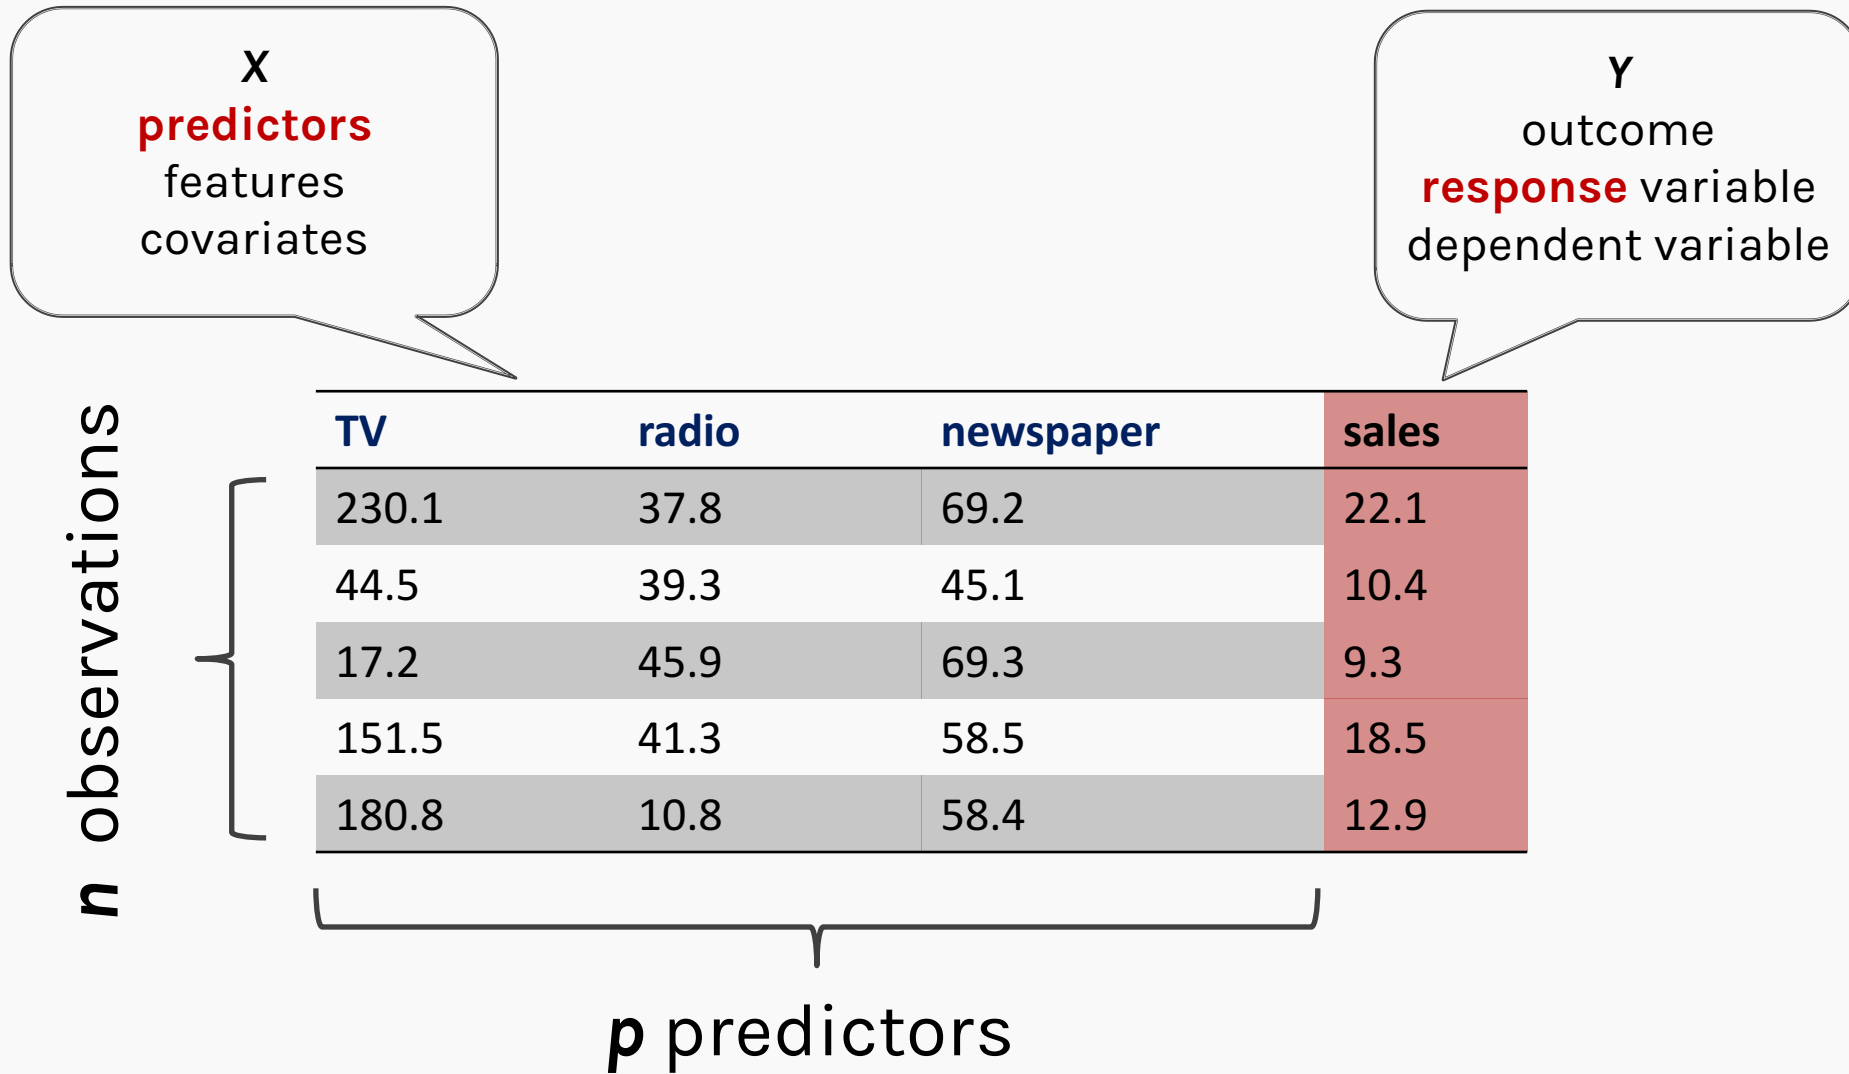 X
predictors
features
covariates
Y
outcome
response variable
dependent variable
n observations
TV radio newspaper sales
230.1 37.8 69.2 22.1
44.5 39.3 45.1 10.4
17.2 45.9 69.3 9.3
151.5 41.3 58.5 18.5
180.8 10.8 58.4 12.9
p predictors